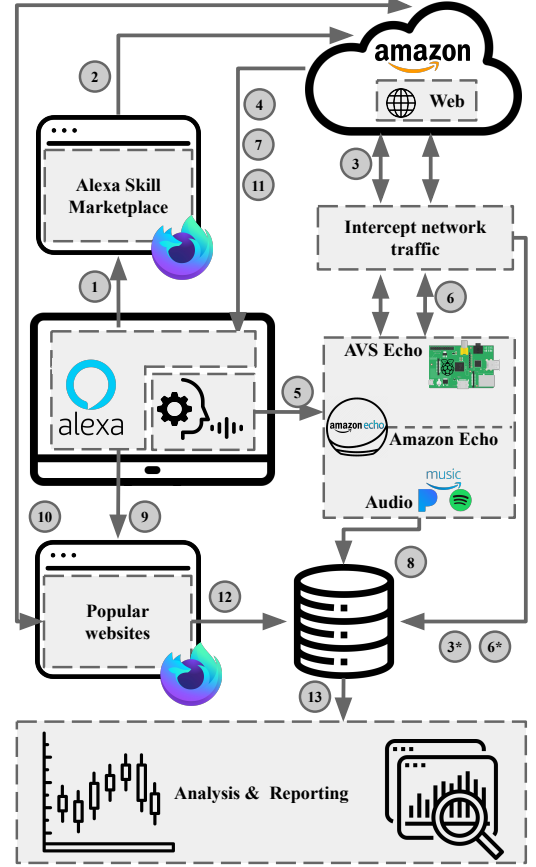 amazon
Web
2
4
7
11
3
Alexa Skill
Marketplace
Intercept network
traffic
1
6
AVS Echo
alexa
5
amazon echo
Amazon Echo
music
Audio
10
9
8
Popular
websites
12
3*
6*
13
Analysis & Reporting